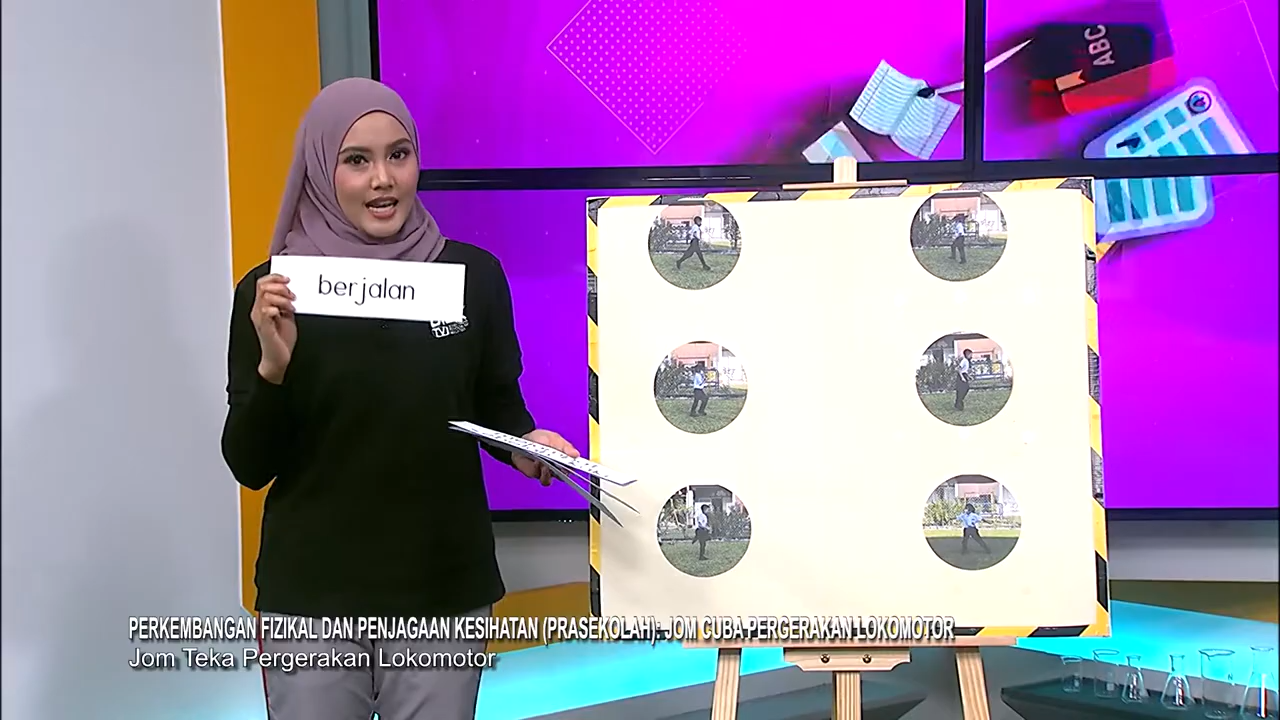 ABC
berjalan
PERKEMBANGAN FIZIKAL DAN PENJAGAAN KESIHATAN (PRASEKOLAH): JOM CUBA PERGERAKAN LOKOMOTOR
Jom Teka Pergerakan Lokomotor